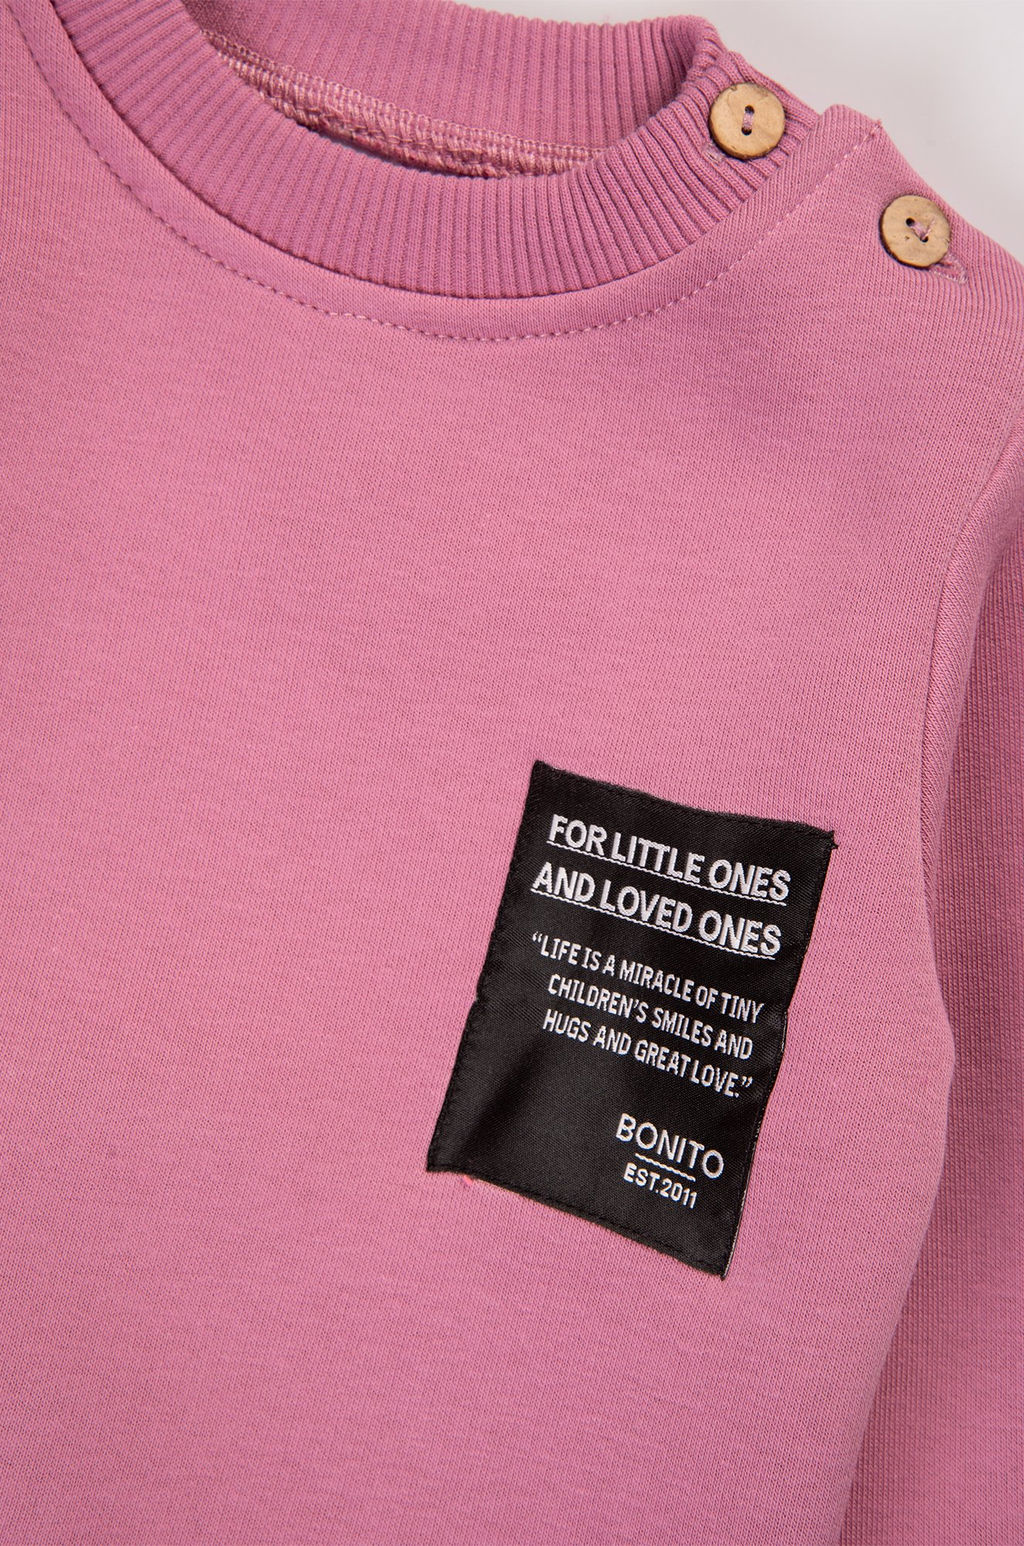 FOR LITTLE ONES
AND LOVED ONES
“LIFE IS A MIRACLE OF TINY
CHILDREN’S SMILES AND
HUGS AND GREAT LOVE.”
BONITO
EST.2011